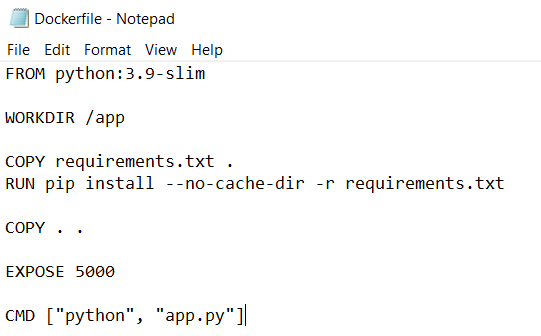 Dockerfile - Notepad
File Edit Format View Help
FROM python:3.9-slim
WORKDIR /app
COPY requirements.txt .
RUN pip install --no-cache-dir -r requirements.txt
COPY . .
EXPOSE 5000
CMD ["python", "app.py"]